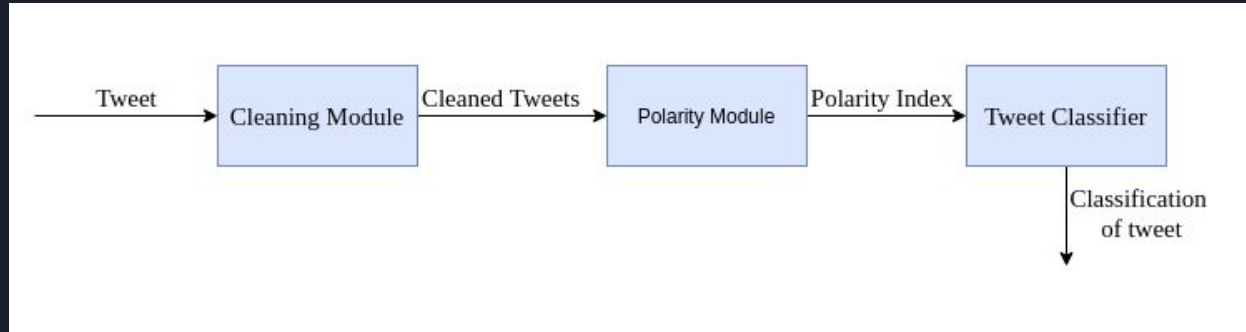 Tweet
Cleaning Module
Cleaned Tweets
Polarity Module
Polarity Index
Tweet Classifier
Classification
of tweet